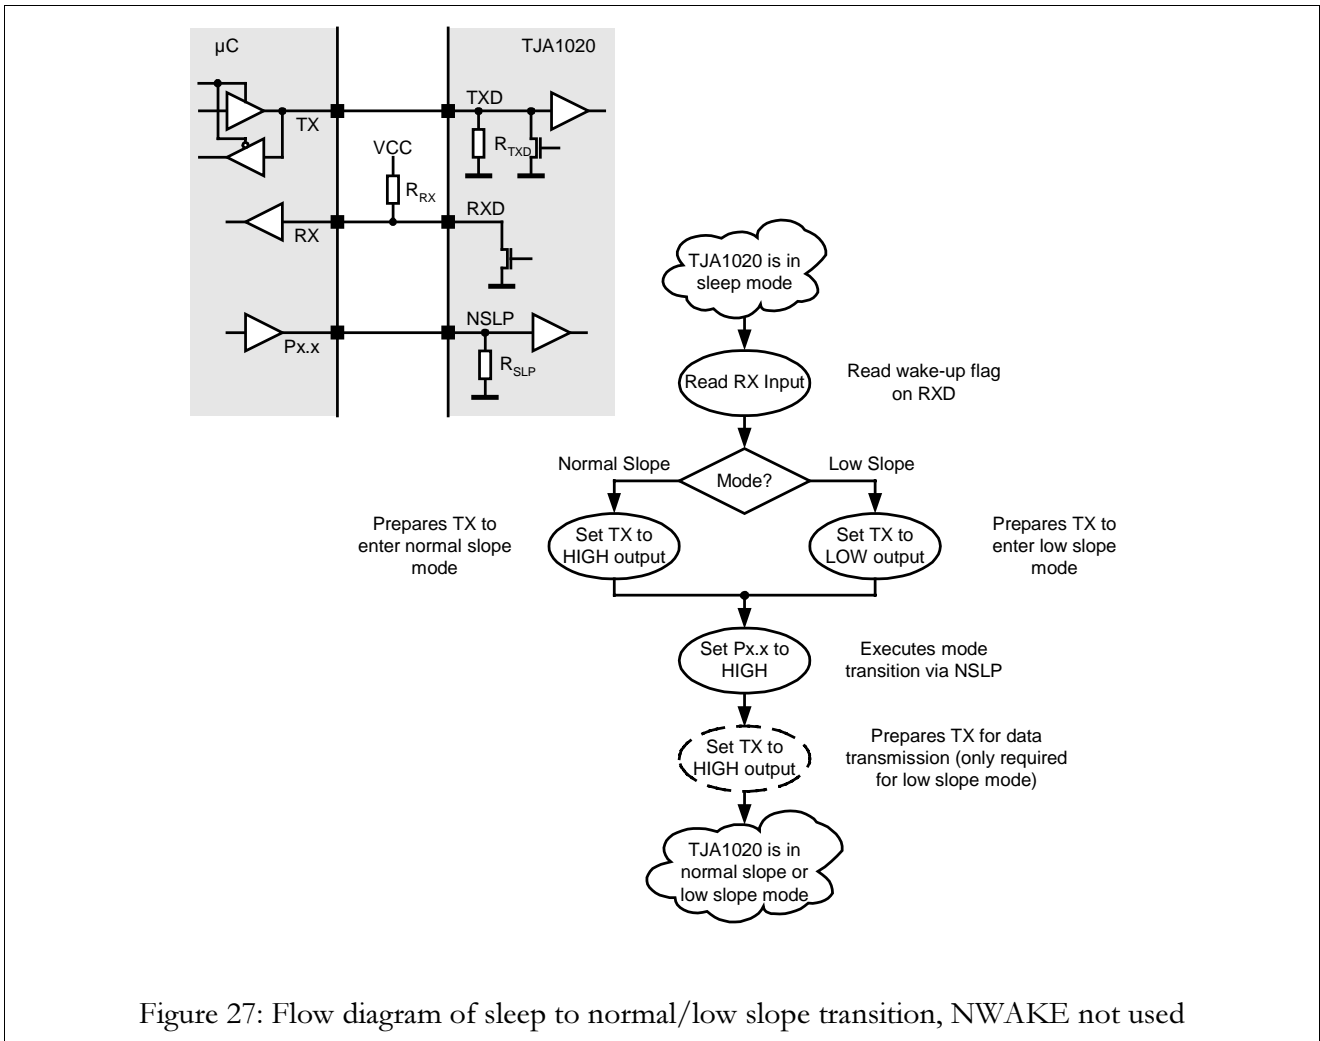 µC
TJA1020
TXD
TX
RTXD
VCC
RRX
RXD
RX
NSLP
Px.x
RSLP
TJA1020 is in
sleep mode
Read RX Input
Read wake-up flag
on RXD
Normal Slope
Mode?
Low Slope
Prepares TX to
enter normal slope
mode
Set TX to
HIGH output
Set TX to
LOW output
Prepares TX to
enter low slope
mode
Set Px.x to
HIGH
Executes mode
transition via NSLP
Set TX to
HIGH output
Prepares TX for data
transmission (only required
for low slope mode)
TJA1020 is in
normal slope or
low slope mode
Figure 27: Flow diagram of sleep to normal/low slope transition, NWAKE not used